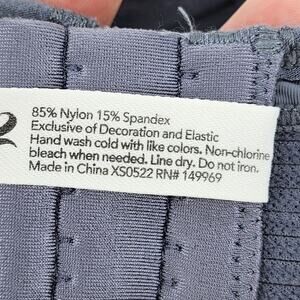 85% Nylon 15% Spandex
Exclusive of Decoration and Elastic
Hand wash cold with like colors. Non-chlorine
bleach when needed. Line dry. Do not iron.
Made in China XS0522 RN# 149969